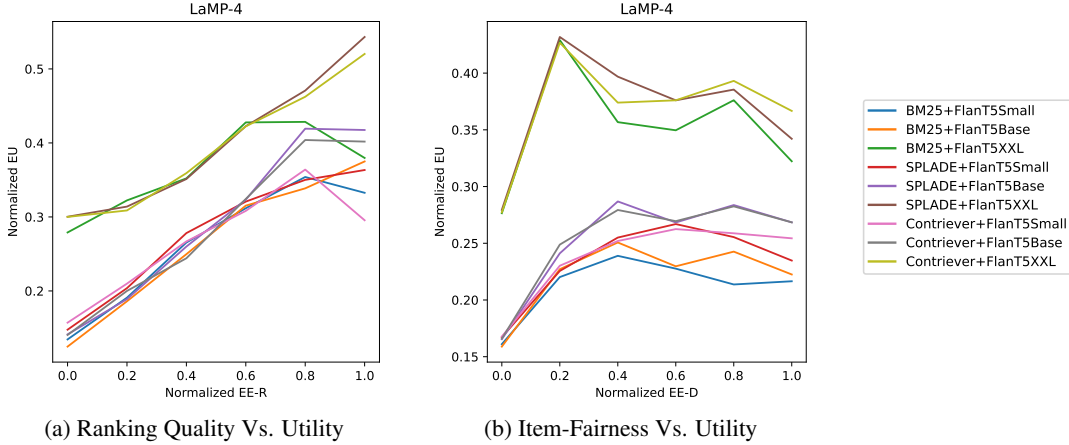 LaMP-4
0.5
0.4
0.3
0.2
Normalized EU
0.0 0.2 0.4 0.6 0.8 1.0
Normalized EE-R
(a) Ranking Quality Vs. Utility
LaMP-4
0.40
0.35
0.30
0.25
0.20
0.15
Normalized EU
0.0 0.2 0.4 0.6 0.8 1.0
Normalized EE-D
(b) Item-Fairness Vs. Utility
BM25+FlanT5Small
BM25+FlanT5Base
BM25+FlanT5XXL
SPLADE+FlanT5Small
SPLADE+FlanT5Base
SPLADE+FlanT5XXL
Contriever+FlanT5Small
Contriever+FlanT5Base
Contriever+FlanT5XXL